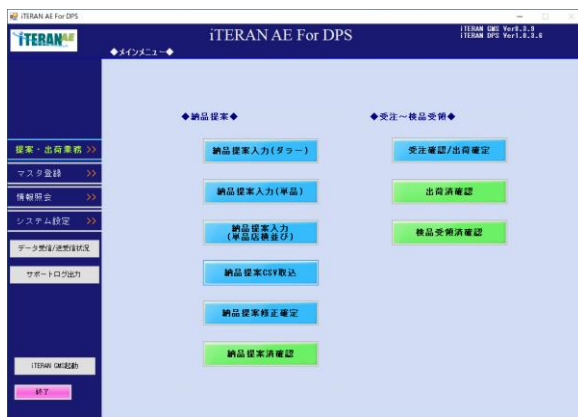 iTERAN AE For DPS
iTERAN AE
iTERAN AE For DPS
◆メインメニュー◆
◆納品提案◆
◆受注～検品受領◆
提案・出荷業務 >>
マスタ登録 >>
情報照会 >>
システム設定 >>
データ受信/送受信状況
サポートログ出力
iTERAN GMS起動
終了
納品提案入力(ダラー)
納品提案入力(単品)
納品提案入力
(単品店横並び)
納品提案CSV取込
納品提案修正確定
納品提案済確認
受注確認/出荷確定
出荷済確認
検品受領済確認